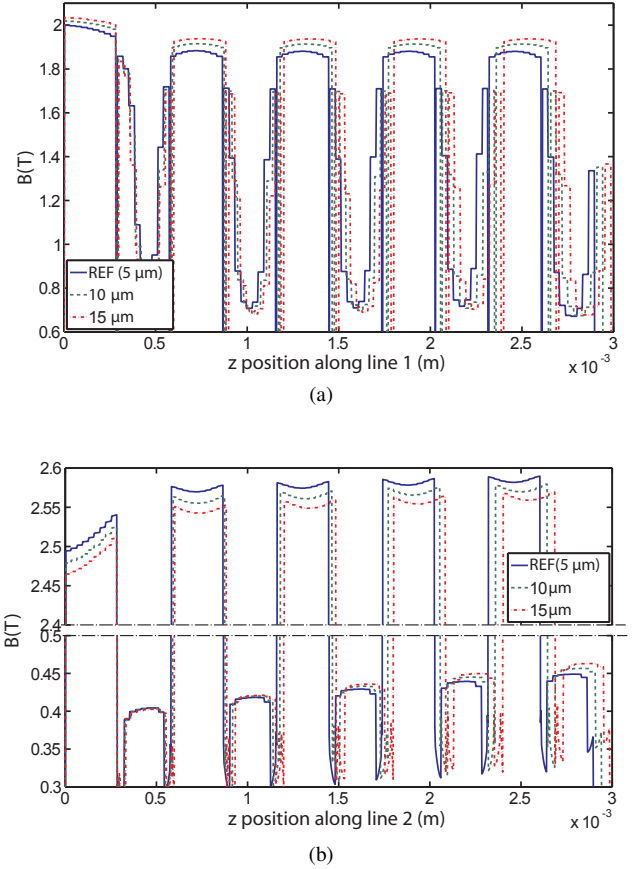 2
1.8
1.6
1.4
1.2
1
0.8
0.6
B(T)
REF (5 μm)
10 μm
15 μm
0 0.5 1 1.5 2 2.5 3
z position along line 1 (m)
x 10⁻³
(a)
2.6
2.55
2.5
2.45
2.4
0.5
0.45
0.4
0.35
0.3
B(T)
REF(5 μm)
10μm
15μm
0 0.5 1 1.5 2 2.5 3
z position along line 2 (m)
x 10⁻³
(b)